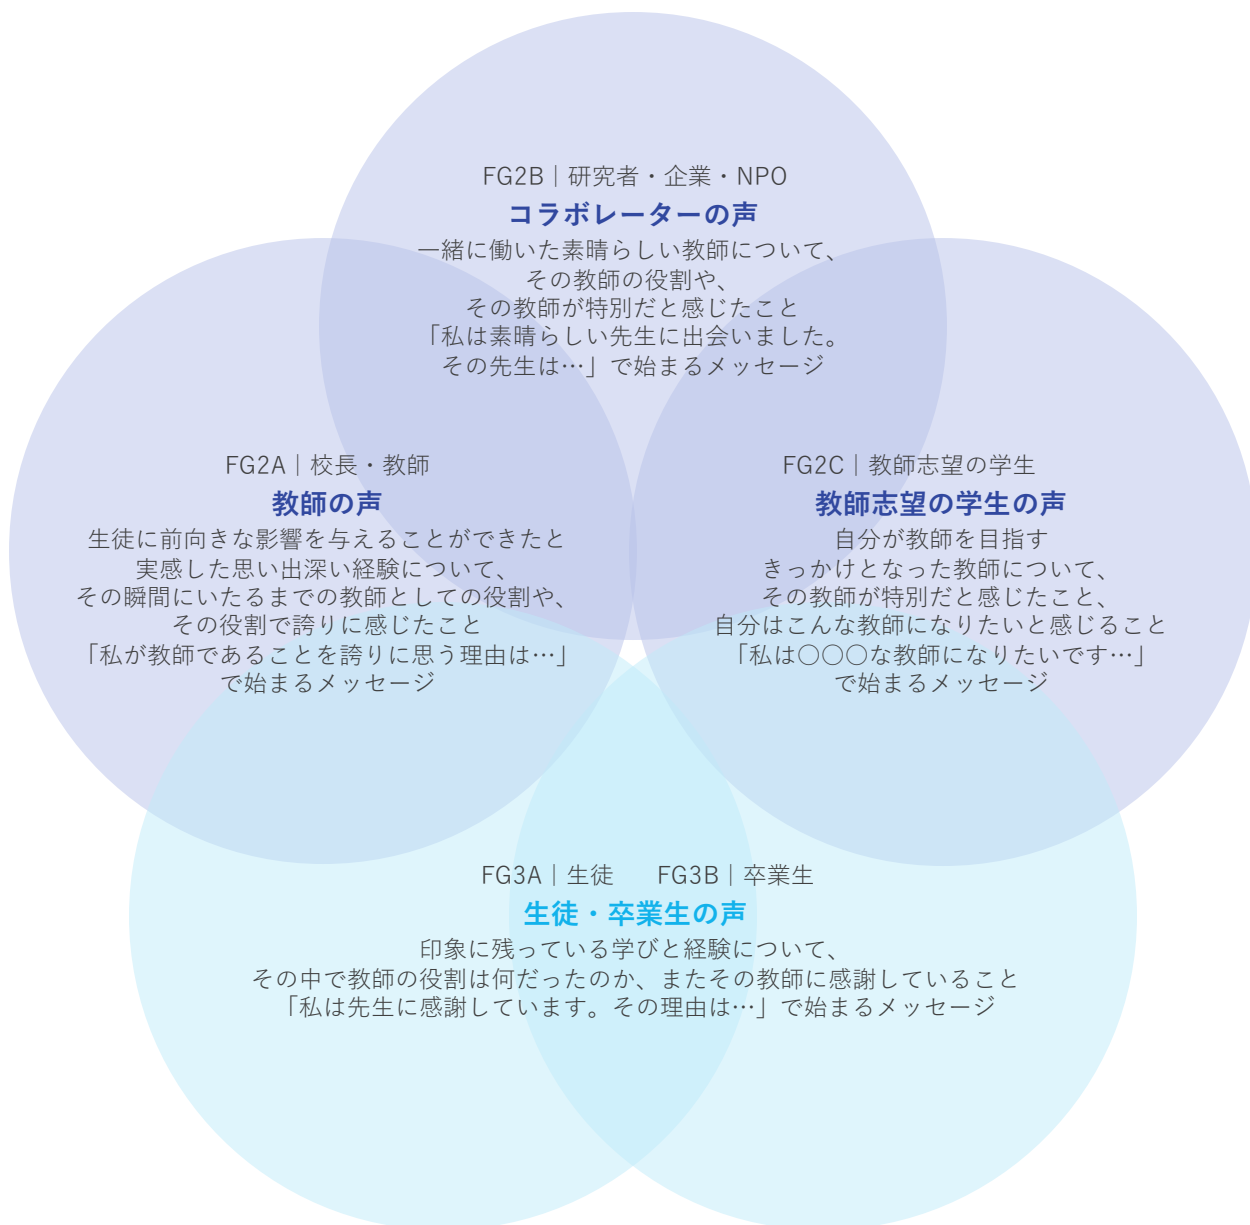 FG2B｜研究者・企業・NPO
コラボレーターの声
一緒に働いた素晴らしい教師について、
その教師の役割や、
その教師が特別だと感じたこと
「私は素晴らしい先生に出会いました。
その先生は…」で始まるメッセージ
FG2A｜校長・教師
教師の声
生徒に前向きな影響を与えることができたと
実感した思い出深い経験について、
その瞬間にいたるまでの教師としての役割や、
その役割で誇りに感じたこと
「私が教師であることを誇りに思う理由は…」
で始まるメッセージ
FG2C｜教師志望の学生
教師志望の学生の声
自分が教師を目指す
きっかけとなった教師について、
その教師が特別だと感じたこと、
自分はこんな教師になりたいと感じること
「私は〇〇〇な教師になりたいです…」
で始まるメッセージ
FG3A｜生徒 FG3B｜卒業生
生徒・卒業生の声
印象に残っている学びと経験について、
その中で教師の役割は何だったのか、またその教師に感謝していること
「私は先生に感謝しています。その理由は…」で始まるメッセージ